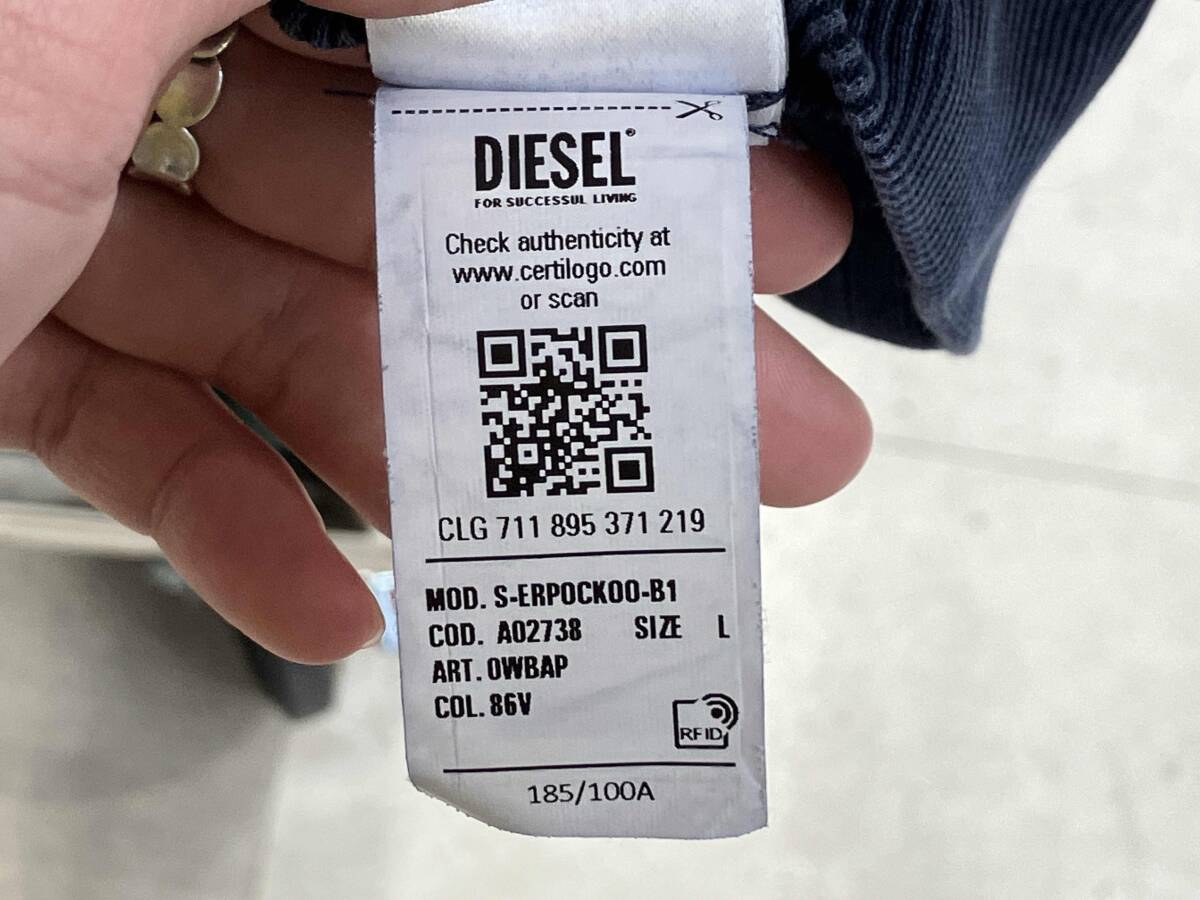 DIESEL®
FOR SUCCESSUL LIVING
Check authenticity at
www.certilogo.com
or scan
CLG 711 895 371 219
MOD. S-ERPOCK00-B1
COD. A02738 SIZE L
ART. 0WBAP
COL. 86V
RFID
185/100A